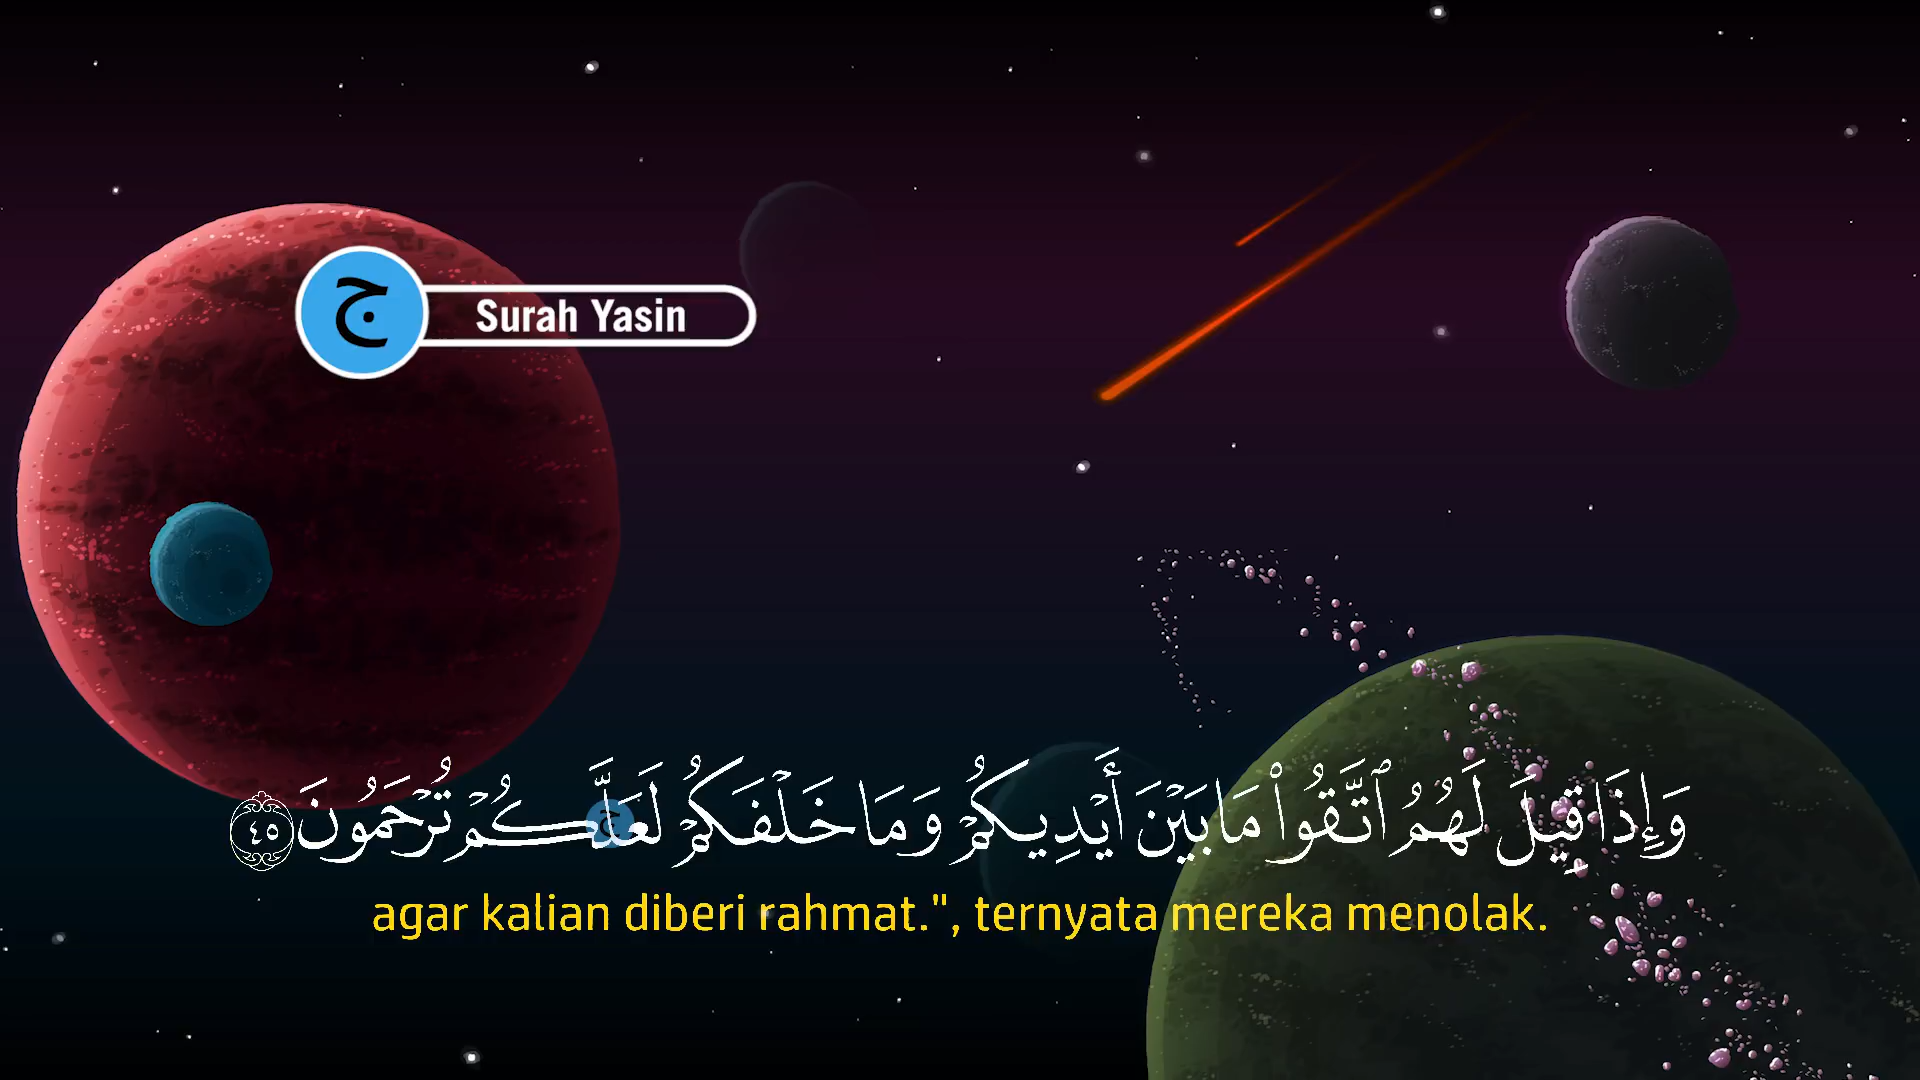 ج
Surah Yasin
وَإِذَا قِيلَ لَهُمُ ٱتَّقُوا۟ مَا بَيْنَ أَيْدِيكُمْ وَمَا خَلْفَكُمْ لَعَلَّكُمْ تُرْحَمُونَ ٤٥
agar kalian diberi rahmat.", ternyata mereka menolak.